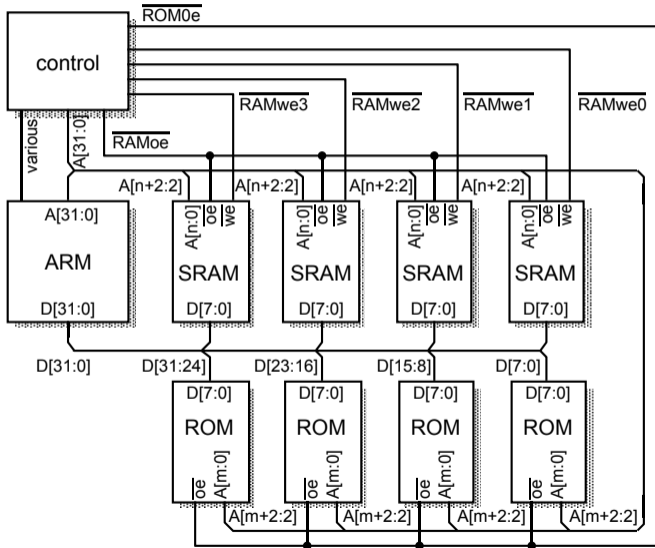 ROM0e
control
RAMwe3 RAMwe2 RAMwe1 RAMwe0
various
A[31:0]
RAMoe
A[n+2:2] A[n+2:2] A[n+2:2] A[n+2:2]
A[31:0]
A[n:0] oe we A[n:0] oe we A[n:0] oe we A[n:0] oe we
ARM SRAM SRAM SRAM SRAM
D[31:0] D[7:0] D[7:0] D[7:0] D[7:0]
D[31:0] D[31:24] D[23:16] D[15:8] D[7:0]
D[7:0] D[7:0] D[7:0] D[7:0]
ROM ROM ROM ROM
oe A[m:0] oe A[m:0] oe A[m:0] oe A[m:0]
A[m+2:2] A[m+2:2] A[m+2:2] A[m+2:2]